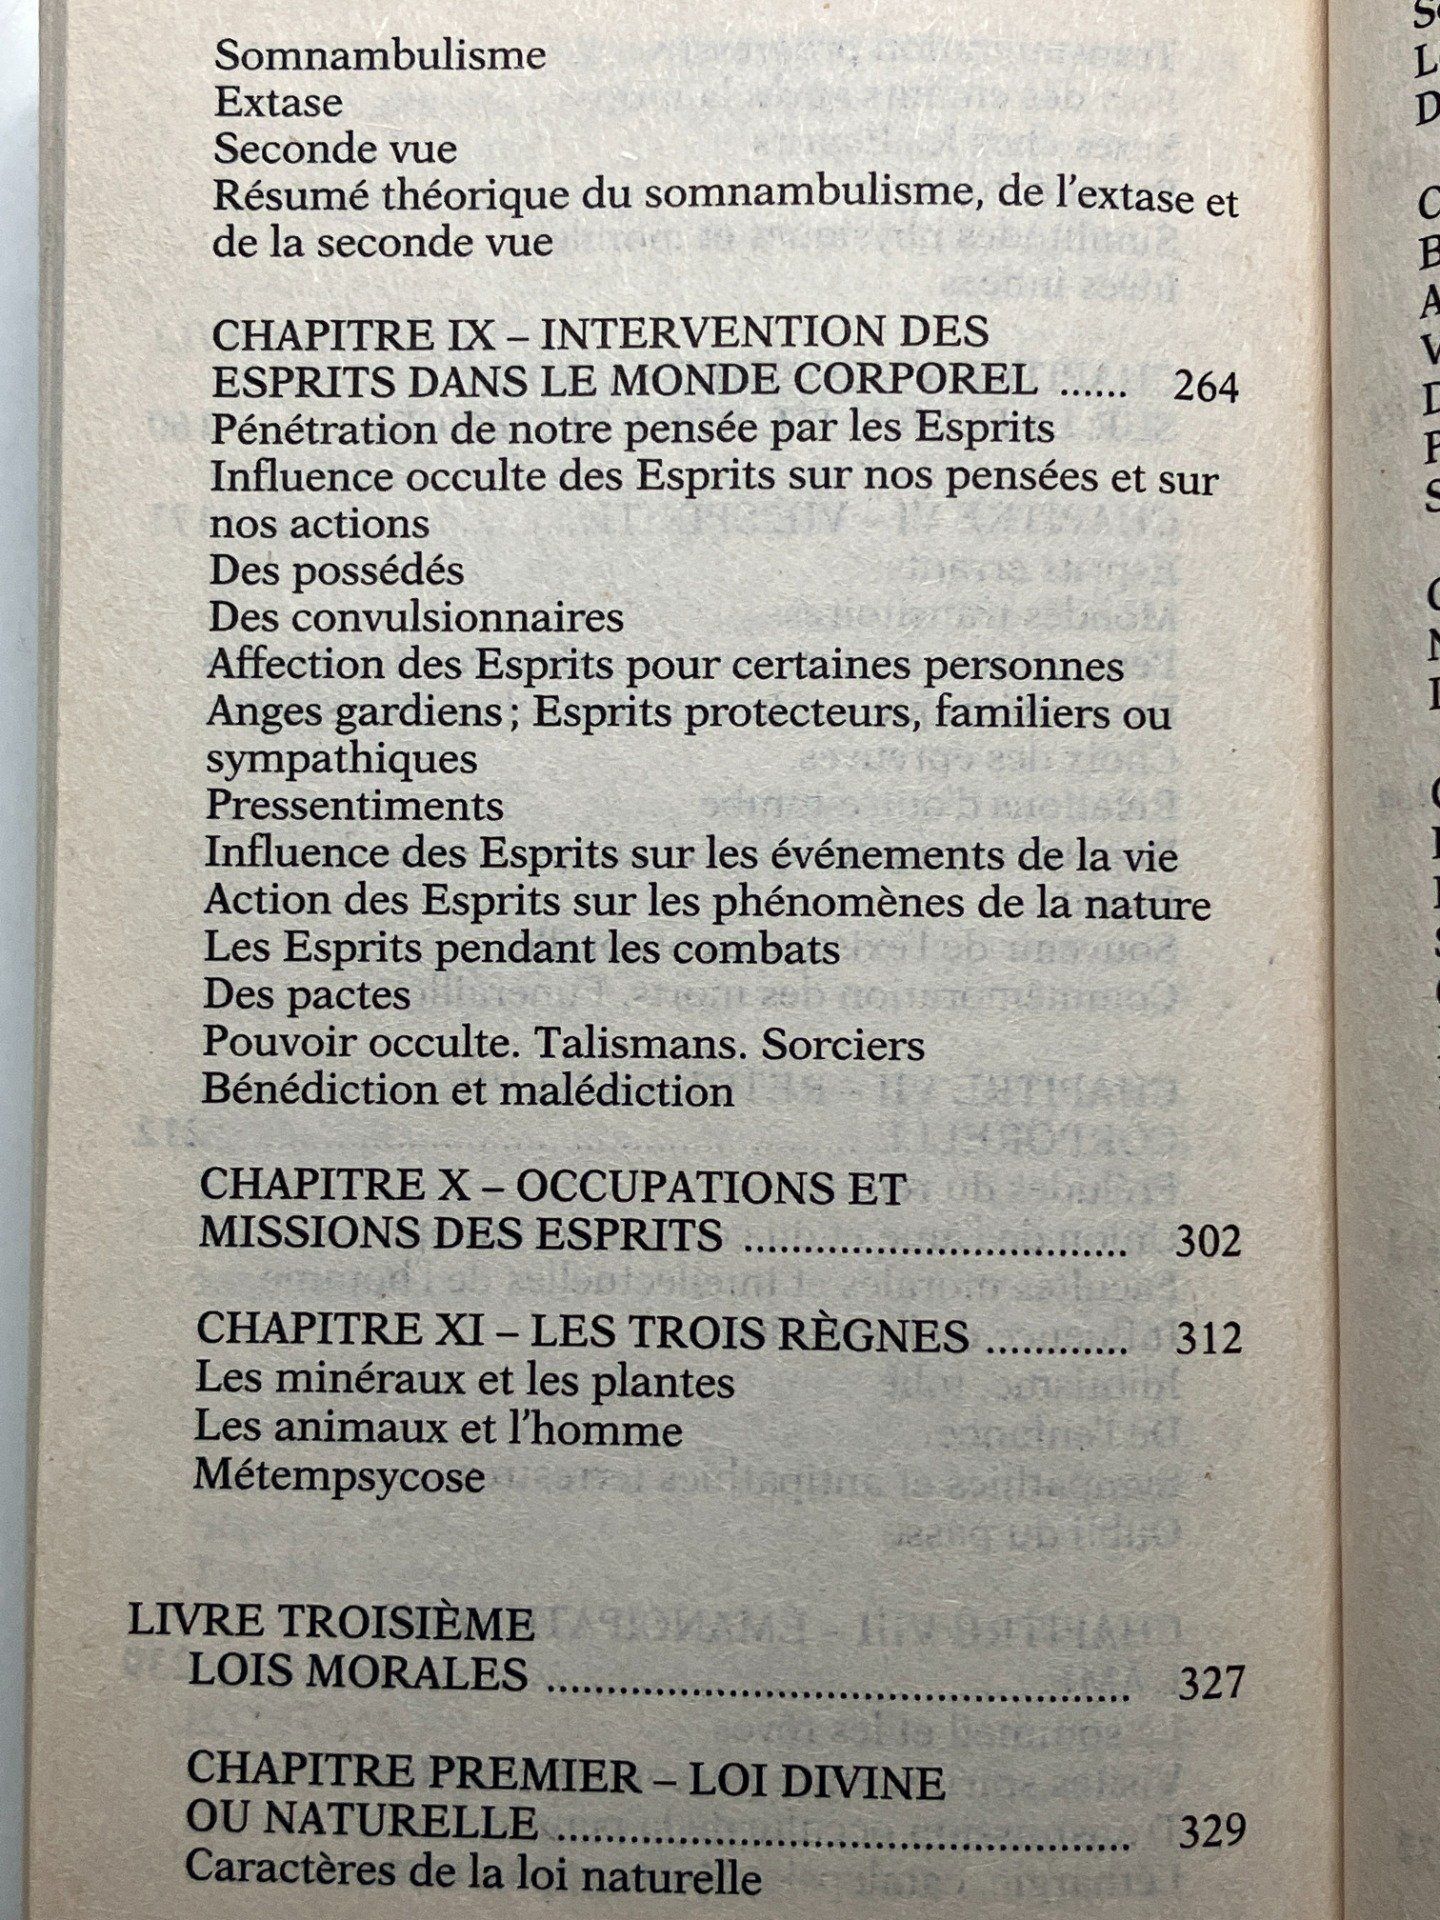 Somnambulisme
Extase
Seconde vue
Résumé théorique du somnambulisme, de l'extase et
de la seconde vue
CHAPITRE IX – INTERVENTION DES
ESPRITS DANS LE MONDE CORPOREL ...... 264
Pénétration de notre pensée par les Esprits
Influence occulte des Esprits sur nos pensées et sur
nos actions
Des possédés
Des convulsionnaires
Affection des Esprits pour certaines personnes
Anges gardiens ; Esprits protecteurs, familiers ou
sympathiques
Pressentiments
Influence des Esprits sur les événements de la vie
Action des Esprits sur les phénomènes de la nature
Les Esprits pendant les combats
Des pactes
Pouvoir occulte. Talismans. Sorciers
Bénédiction et malédiction
CHAPITRE X – OCCUPATIONS ET
MISSIONS DES ESPRITS ................................ 302
CHAPITRE XI – LES TROIS RÈGNES ............ 312
Les minéraux et les plantes
Les animaux et l'homme
Métempsycose
LIVRE TROISIÈME
LOIS MORALES ................................................ 327
CHAPITRE PREMIER – LOI DIVINE
OU NATURELLE ................................................ 329
Caractères de la loi naturelle